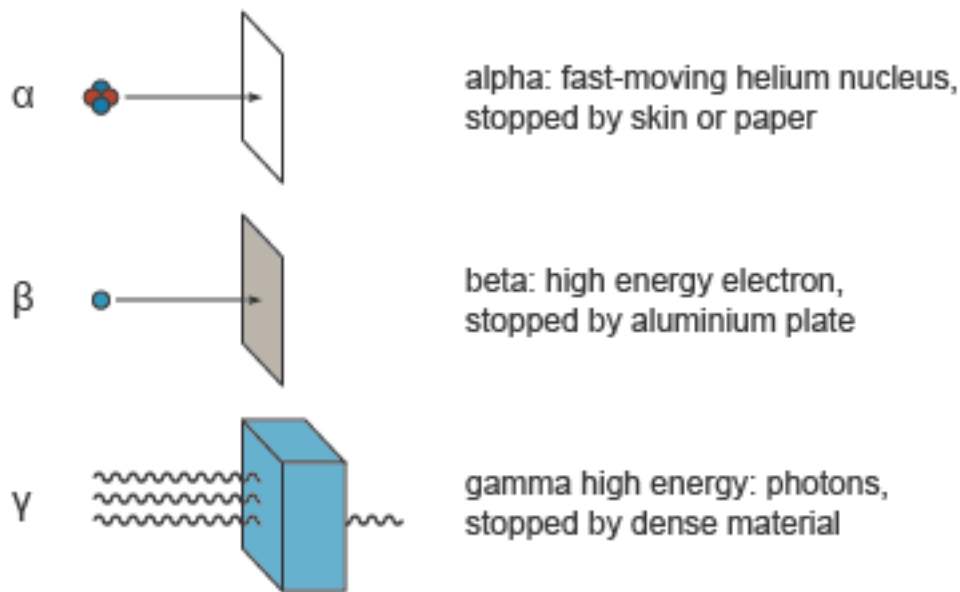 α
alpha: fast-moving helium nucleus,
stopped by skin or paper
β
beta: high energy electron,
stopped by aluminium plate
γ
gamma high energy: photons,
stopped by dense material